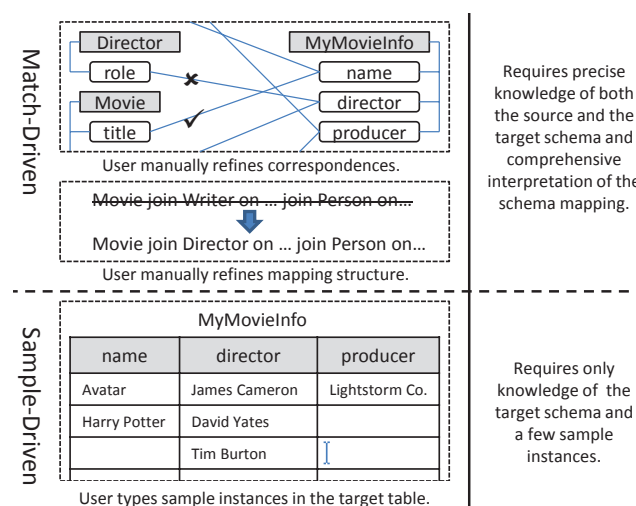 Match-Driven
Director
role
Movie
title
MyMovieInfo
name
director
producer
User manually refines correspondences.
Movie join Writer on ... join Person on...
Movie join Director on ... join Person on...
User manually refines mapping structure.
Requires precise
knowledge of both
the source and the
target schema and
comprehensive
interpretation of the
schema mapping.
Sample-Driven
MyMovieInfo
name director producer
Avatar James Cameron Lightstorm Co.
Harry Potter David Yates
Tim Burton
User types sample instances in the target table.
Requires only
knowledge of the
target schema and
a few sample
instances.